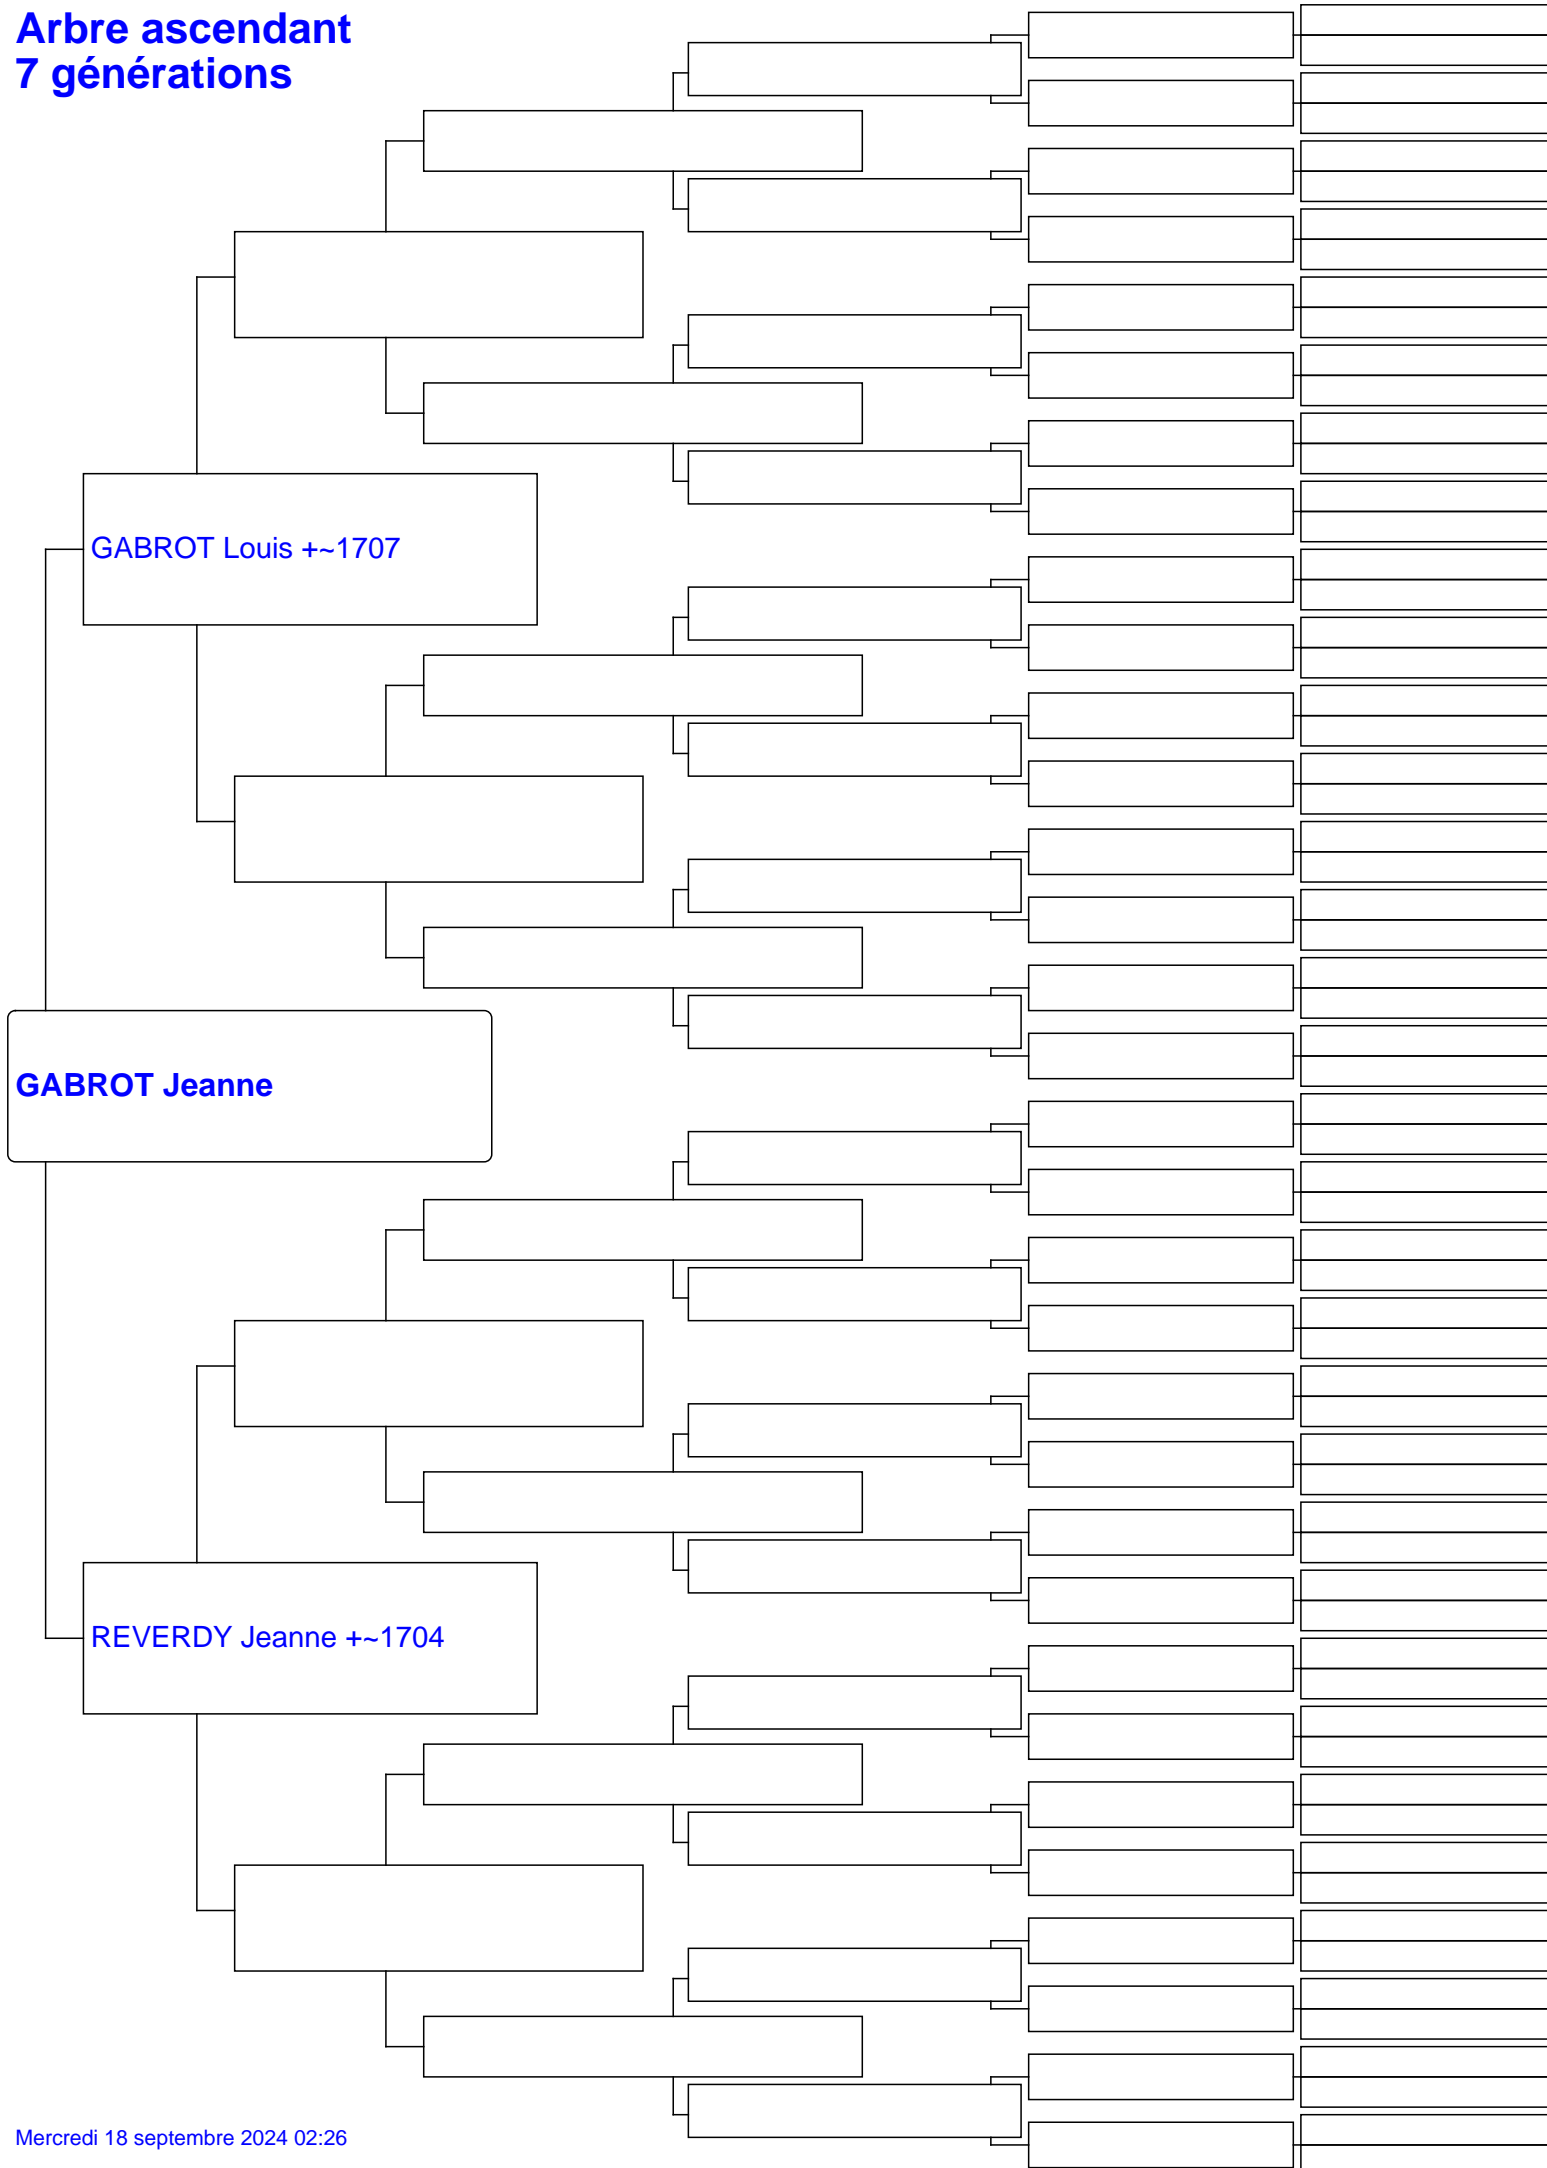 Arbre ascendant
7 générations
GABROT Louis +~1707
GABROT Jeanne
REVERDY Jeanne +~1704
Mercredi 18 septembre 2024 02:26